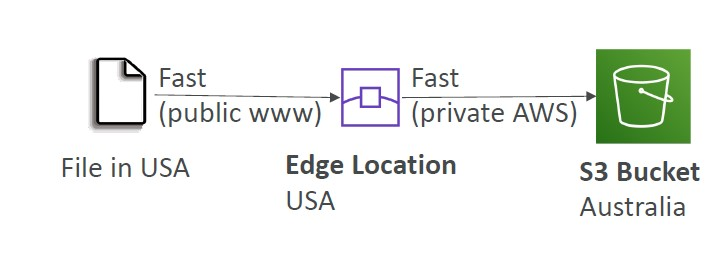 Fast
(public www)
Fast
(private AWS)
File in USA
Edge Location
USA
S3 Bucket
Australia